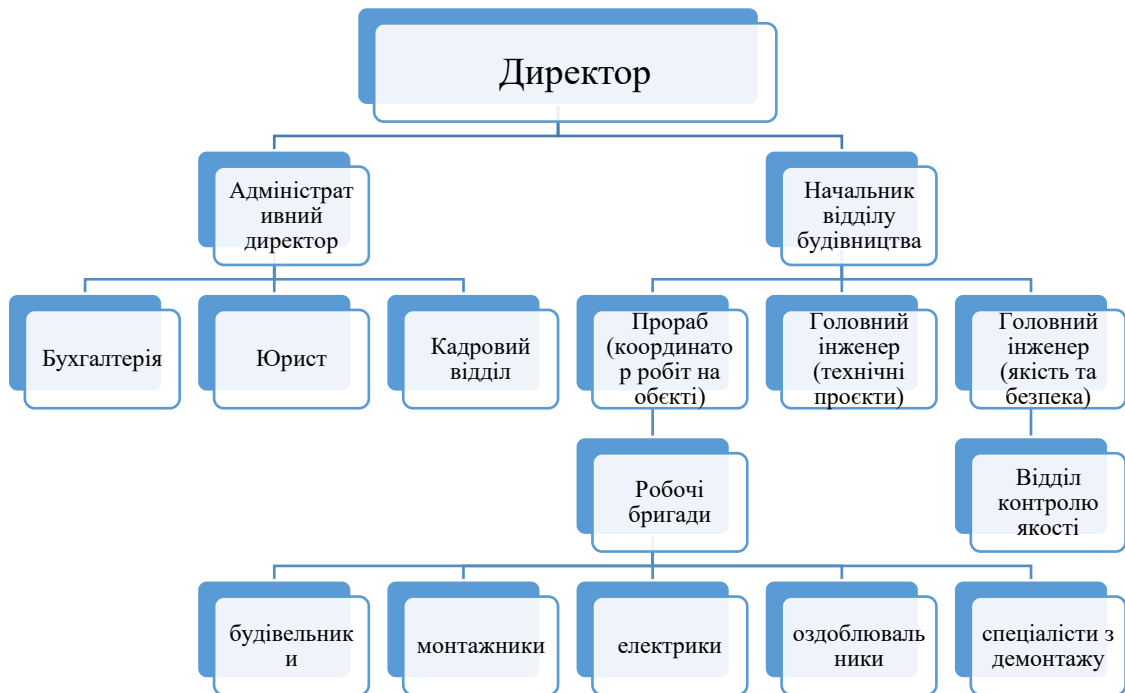 Директор
Адміністрат
ивний
директор
Начальник
відділу
будівництва
Бухгалтерія
Юрист
Кадровий
відділ
Прораб
(координато
р робіт на
обєкті)
Головний
інженер
(технічні
проєкти)
Головний
інженер
(якість та
безпека)
Робочі
бригади
Відділ
контролю
якості
будівельник
и
монтажники
електрики
оздоблюваль
ники
спеціалісти з
демонтажу